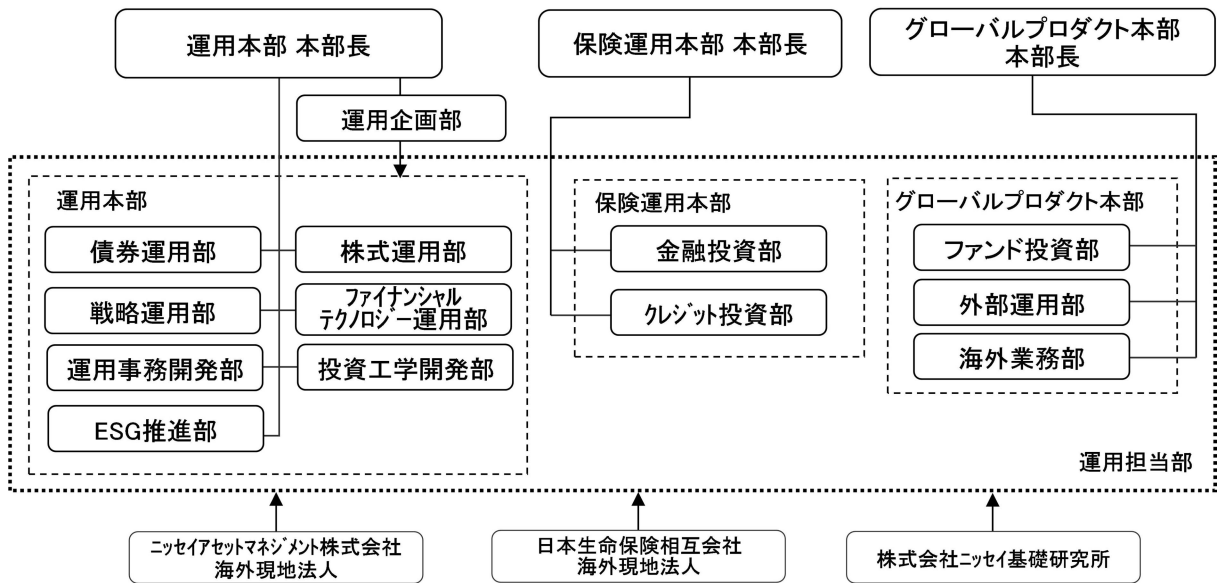 運用本部 本部長
保険運用本部 本部長
グローバルプロダクト本部
本部長
運用企画部
運用本部
債券運用部
株式運用部
戦略運用部
ファイナンシャル
テクノロジー運用部
運用事務開発部
投資工学開発部
ESG推進部
保険運用本部
金融投資部
クレジット投資部
グローバルプロダクト本部
ファンド投資部
外部運用部
海外業務部
運用担当部
ニッセイアセットマネジメント株式会社
海外現地法人
日本生命保険相互会社
海外現地法人
株式会社ニッセイ基礎研究所